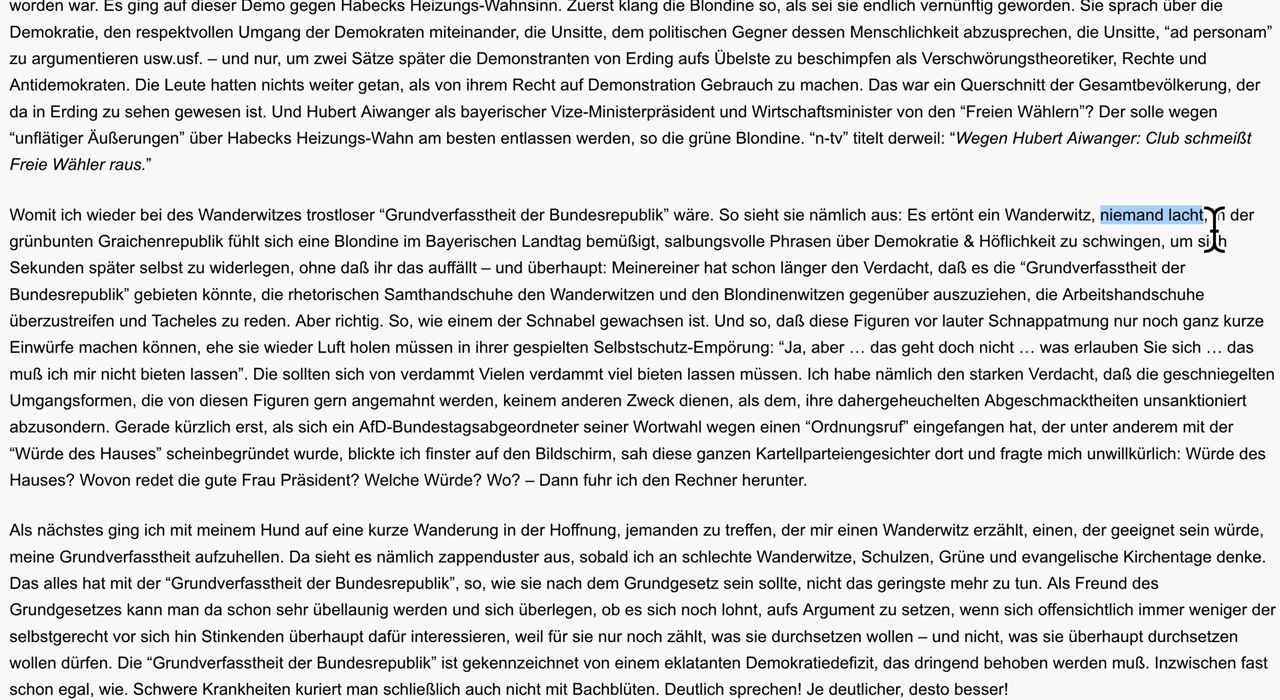 worden war. Es ging auf dieser Demo gegen Habecks Heizungs-Wahnsinn. Zuerst klang die Blondine so, als sei sie endlich vernünftig geworden. Sie sprach über die
Demokratie, den respektvollen Umgang der Demokraten miteinander, die Unsitte, dem politischen Gegner dessen Menschlichkeit abzusprechen, die Unsitte, “ad personam”
zu argumentieren usw.usf. – und nur, um zwei Sätze später die Demonstranten von Erding aufs Übelste zu beschimpfen als Verschwörungstheoretiker, Rechte und
Antidemokraten. Die Leute hatten nichts weiter getan, als von ihrem Recht auf Demonstration Gebrauch zu machen. Das war ein Querschnitt der Gesamtbevölkerung, der
da in Erding zu sehen gewesen ist. Und Hubert Aiwanger als bayerischer Vize-Ministerpräsident und Wirtschaftsminister von den “Freien Wählern”? Der solle wegen
“unflätiger Äußerungen” über Habecks Heizungs-Wahn am besten entlassen werden, so die grüne Blondine. “n-tv” titelt derweil: “Wegen Hubert Aiwanger: Club schmeißt
Freie Wähler raus.”
Womit ich wieder bei des Wanderwitzes trostloser “Grundverfasstheit der Bundesrepublik” wäre. So sieht sie nämlich aus: Es ertönt ein Wanderwitz, niemand lacht, in der
grünbunten Graichenrepublik fühlt sich eine Blondine im Bayerischen Landtag bemüßigt, salbungsvolle Phrasen über Demokratie & Höflichkeit zu schwingen, um sich
Sekunden später selbst zu widerlegen, ohne daß ihr das auffällt – und überhaupt: Meinereiner hat schon länger den Verdacht, daß es die “Grundverfasstheit der
Bundesrepublik” gebieten könnte, die rhetorischen Samthandschuhe den Wanderwitzen und den Blondinenwitzen gegenüber auszuziehen, die Arbeitshandschuhe
überzustreifen und Tacheles zu reden. Aber richtig. So, wie einem der Schnabel gewachsen ist. Und so, daß diese Figuren vor lauter Schnappatmung nur noch ganz kurze
Einwürfe machen können, ehe sie wieder Luft holen müssen in ihrer gespielten Selbstschutz-Empörung: “Ja, aber … das geht doch nicht … was erlauben Sie sich … das
muß ich mir nicht bieten lassen”. Die sollten sich von verdammt Vielen verdammt viel bieten lassen müssen. Ich habe nämlich den starken Verdacht, daß die geschniegelten
Umgangsformen, die von diesen Figuren gern angemahnt werden, keinem anderen Zweck dienen, als dem, ihre dahergeheuchelten Abgeschmacktheiten unsanktioniert
abzusondern. Gerade kürzlich erst, als sich ein AfD-Bundestagsabgeordneter seiner Wortwahl wegen einen “Ordnungsruf” eingefangen hat, der unter anderem mit der
“Würde des Hauses” scheinbegründet wurde, blickte ich finster auf den Bildschirm, sah diese ganzen Kartellparteiengesichter dort und fragte mich unwillkürlich: Würde des
Hauses? Wovon redet die gute Frau Präsident? Welche Würde? Wo? – Dann fuhr ich den Rechner herunter.
Als nächstes ging ich mit meinem Hund auf eine kurze Wanderung in der Hoffnung, jemanden zu treffen, der mir einen Wanderwitz erzählt, einen, der geeignet sein würde,
meine Grundverfasstheit aufzuhellen. Da sieht es nämlich zappenduster aus, sobald ich an schlechte Wanderwitze, Schulzen, Grüne und evangelische Kirchentage denke.
Das alles hat mit der “Grundverfasstheit der Bundesrepublik”, so, wie sie nach dem Grundgesetz sein sollte, nicht das geringste mehr zu tun. Als Freund des
Grundgesetzes kann man da schon sehr übellaunig werden und sich überlegen, ob es sich noch lohnt, aufs Argument zu setzen, wenn sich offensichtlich immer weniger der
selbstgerecht vor sich hin Stinkenden überhaupt dafür interessieren, weil für sie nur noch zählt, was sie durchsetzen wollen – und nicht, was sie überhaupt durchsetzen
wollen dürfen. Die “Grundverfasstheit der Bundesrepublik” ist gekennzeichnet von einem eklatanten Demokratiedefizit, das dringend behoben werden muß. Inzwischen fast
schon egal, wie. Schwere Krankheiten kuriert man schließlich auch nicht mit Bachblüten. Deutlich sprechen! Je deutlicher, desto besser!